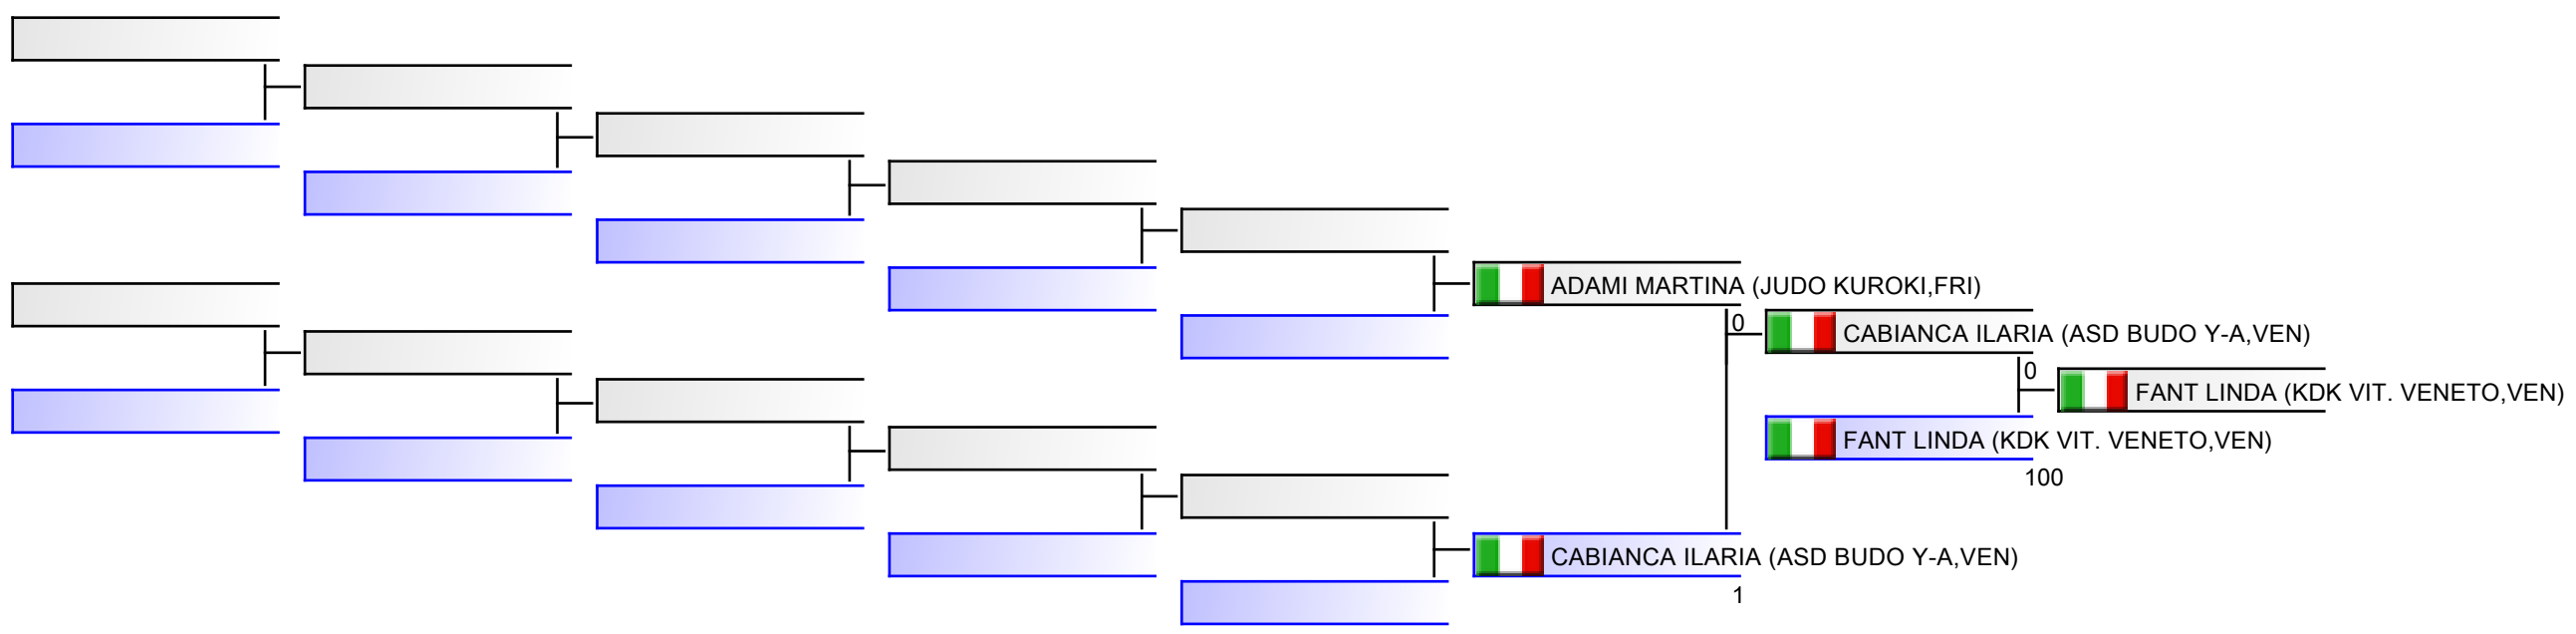 ADAMI MARTINA (JUDO KUROKI,FRI)
0
CABIANCA ILARIA (ASD BUDO Y-A,VEN)
0
FANT LINDA (KDK VIT. VENETO,VEN)
FANT LINDA (KDK VIT. VENETO,VEN)
100
CABIANCA ILARIA (ASD BUDO Y-A,VEN)
1